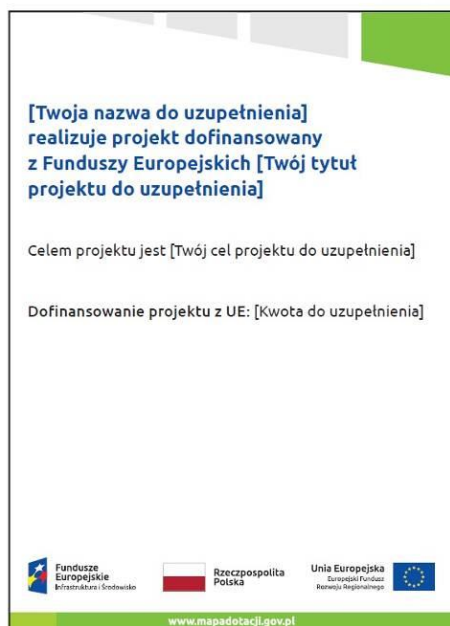 [Twoja nazwa do uzupełnienia]
realizuje projekt dofinansowany
z Funduszy Europejskich [Twój tytuł
projektu do uzupełnienia]
Celem projektu jest [Twój cel projektu do uzupełnienia]
Dofinansowanie projektu z UE: [Kwota do uzupełnienia]
Fundusze
Europejskie
Infrastruktura i Środowisko
Rzeczpospolita
Polska
Unia Europejska
Europejski Fundusz
Rozwoju Regionalnego
www.mapadotacji.gov.pl